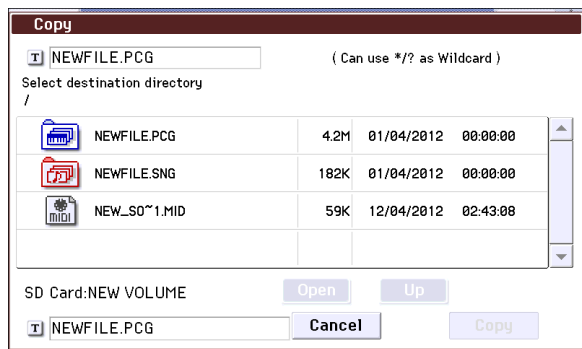 Copy
T NEWFILE.PCG ( Can use */? as Wildcard )
Select destination directory
/
NEWFILE.PCG 4.2M 01/04/2012 00:00:00
NEWFILE.SNG 182K 01/04/2012 00:00:00
MIDI NEW_SO~1.MID 59K 12/04/2012 02:43:08
SD Card:NEW VOLUME Open Up
T NEWFILE.PCG Cancel Copy